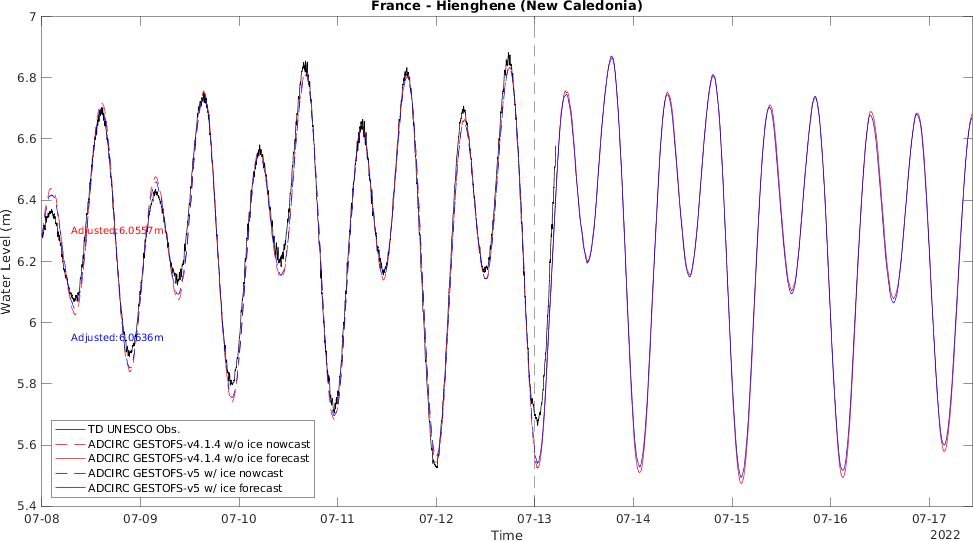 France - Hienghene (New Caledonia)
7
6.8
6.6
6.4
6.2
6
5.8
5.6
5.4
Water Level (m)
Adjusted:6.0557m
Adjusted:6.0636m
TD UNESCO Obs.
ADCIRC GESTOFS-v4.1.4 w/o ice nowcast
ADCIRC GESTOFS-v4.1.4 w/o ice forecast
ADCIRC GESTOFS-v5 w/ ice nowcast
ADCIRC GESTOFS-v5 w/ ice forecast
07-08 07-09 07-10 07-11 07-12 07-13 07-14 07-15 07-16 07-17
Time
2022